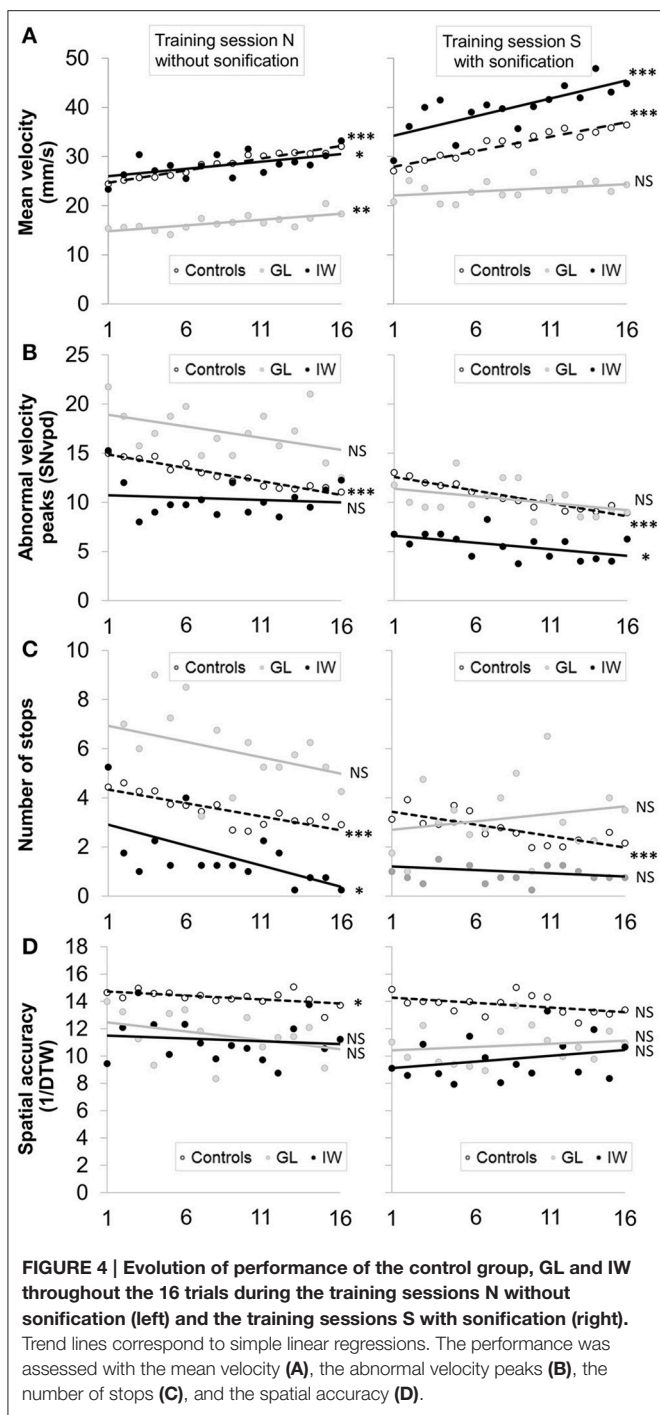 A
Training session N
without sonification
Training session S
with sonification
Mean velocity
(mm/s)
50
40
30
20
10
0
***
*
**
***
***
NS
Controls GL IW
Controls GL IW
1 6 11 16
1 6 11 16
B
Abnormal velocity
peaks (SNvpd)
25
20
15
10
5
0
Controls GL IW
Controls GL IW
NS
***
NS
NS
***
*
1 6 11 16
1 6 11 16
C
Number of stops
10
8
6
4
2
0
Controls GL IW
Controls GL IW
NS
***
*
NS
***
NS
1 6 11 16
1 6 11 16
D
Spatial accuracy
(1/DTW)
18
16
14
12
10
8
6
4
2
0
*
NS
NS
NS
NS
NS
Controls GL IW
Controls GL IW
1 6 11 16
1 6 11 16
FIGURE 4 | Evolution of performance of the control group, GL and IW
throughout the 16 trials during the training sessions N without
sonification (left) and the training sessions S with sonification (right).
Trend lines correspond to simple linear regressions. The performance was
assessed with the mean velocity (A), the abnormal velocity peaks (B), the
number of stops (C), and the spatial accuracy (D).